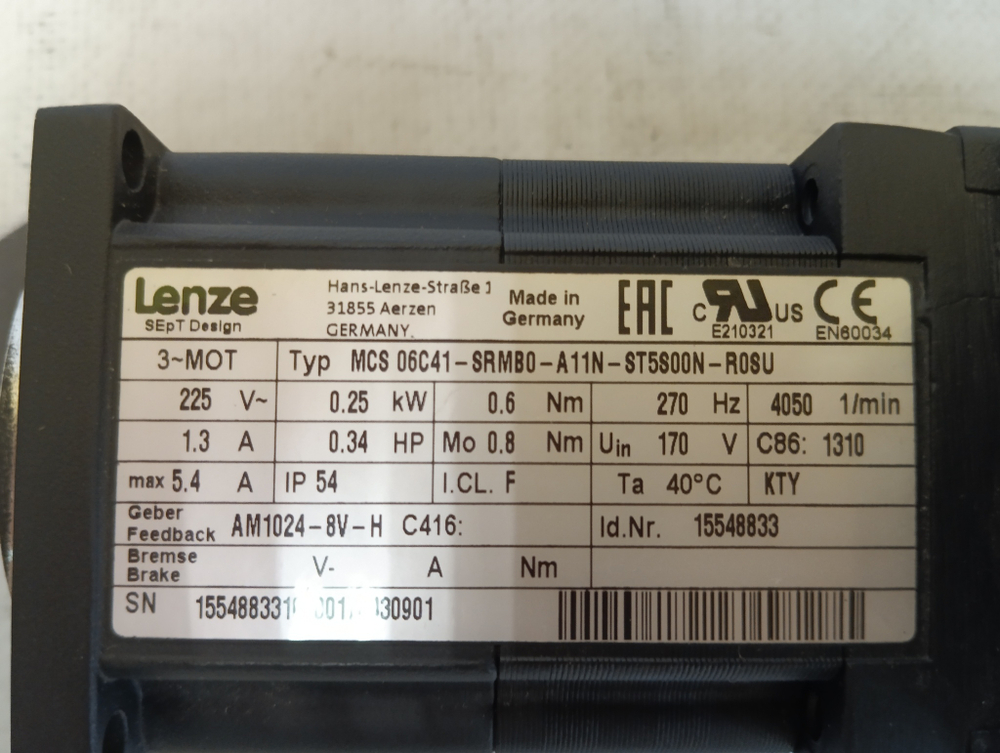 Lenze
SEpT Design
Hans-Lenze-Straße 1
31855 Aerzen
GERMANY.
Made in
Germany
EAC
C RU US
E210321
CE
EN60034
3~MOT Typ MCS 06C41-SRMB0-A11N-ST5S00N-R0SU
225 V~ 0.25 kW 0.6 Nm 270 Hz 4050 1/min
1.3 A 0.34 HP Mo 0.8 Nm Uin 170 V C86: 1310
max 5.4 A IP 54 I.CL. F Ta 40°C KTY
Geber
Feedback AM1024-8V-H C416: Id.Nr. 15548833
Bremse
Brake V- A Nm
SN